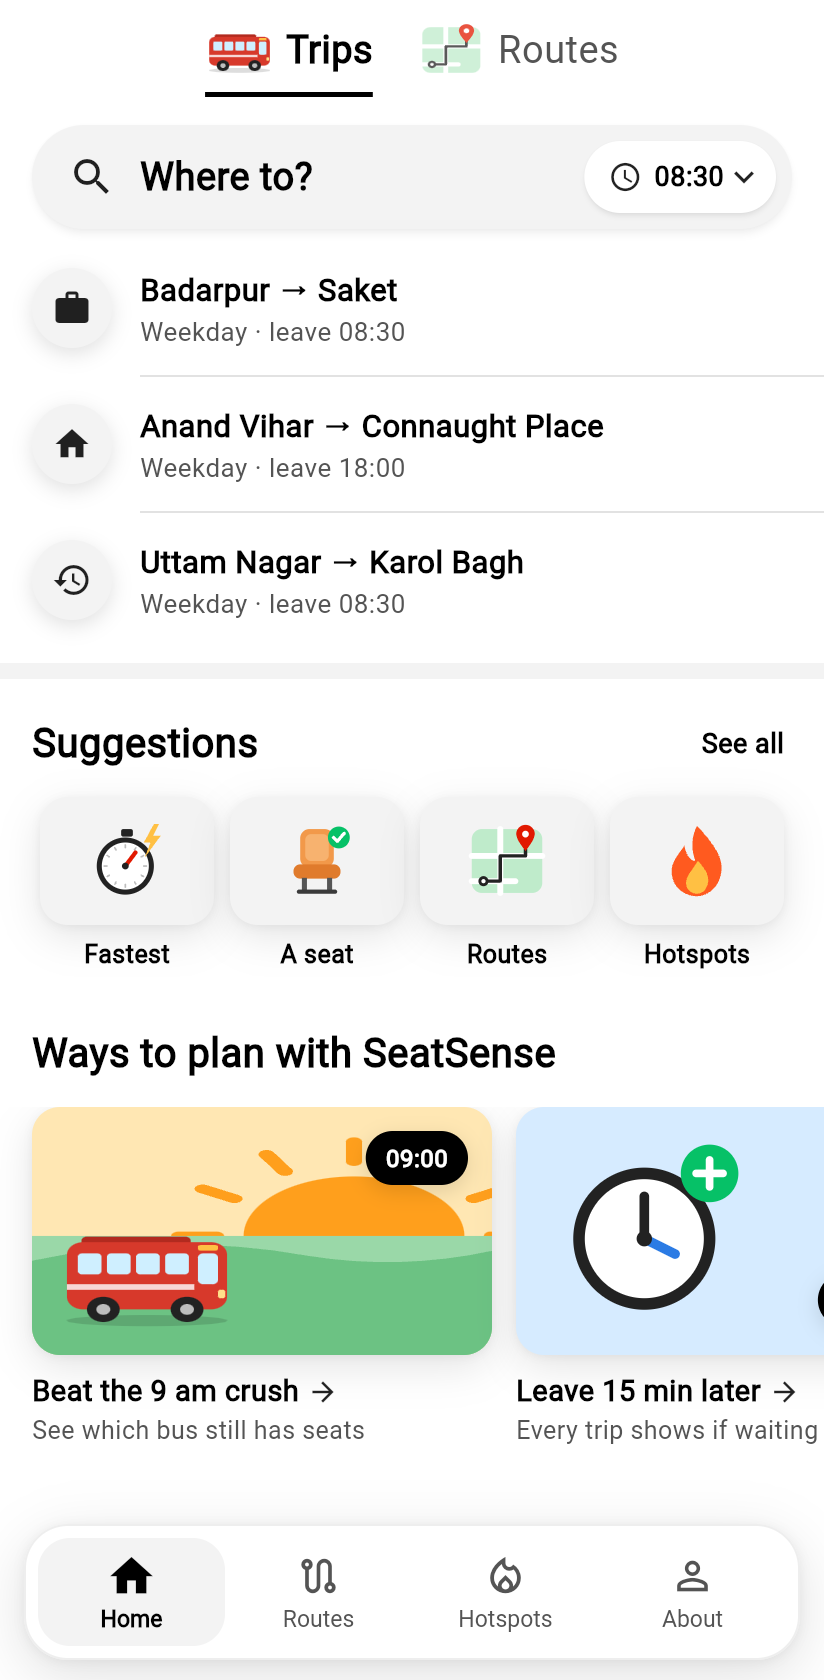 Trips
Routes
Where to?
08:30
Badarpur → Saket
Weekday · leave 08:30
Anand Vihar → Connaught Place
Weekday · leave 18:00
Uttam Nagar → Karol Bagh
Weekday · leave 08:30
Suggestions
See all
Fastest
A seat
Routes
Hotspots
Ways to plan with SeatSense
09:00
Beat the 9 am crush →
See which bus still has seats
Leave 15 min later →
Every trip shows if waiting
Home
Routes
Hotspots
About